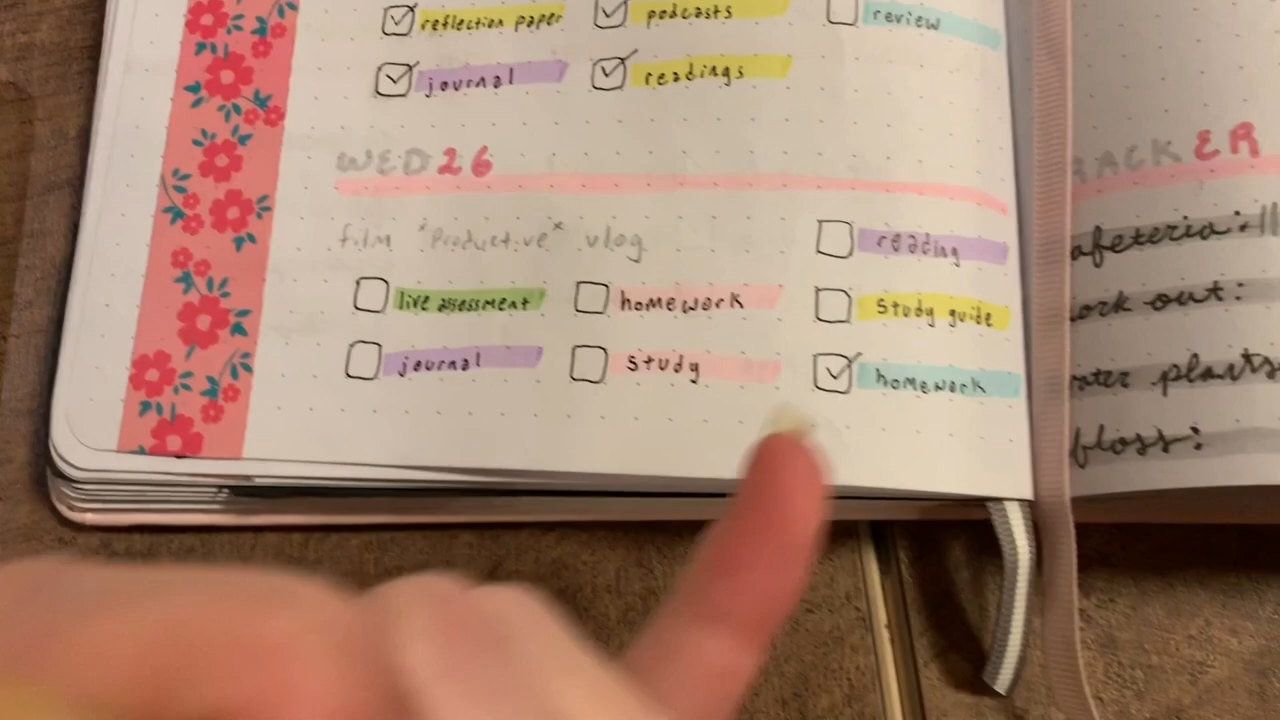 reflection paper podcasts review
journal readings
WED 26
film *Productive* vlog
reading
live assessment homework study guide
journal study homework
ACKER
afeteria: ||
ork out:
ater plants
floss: